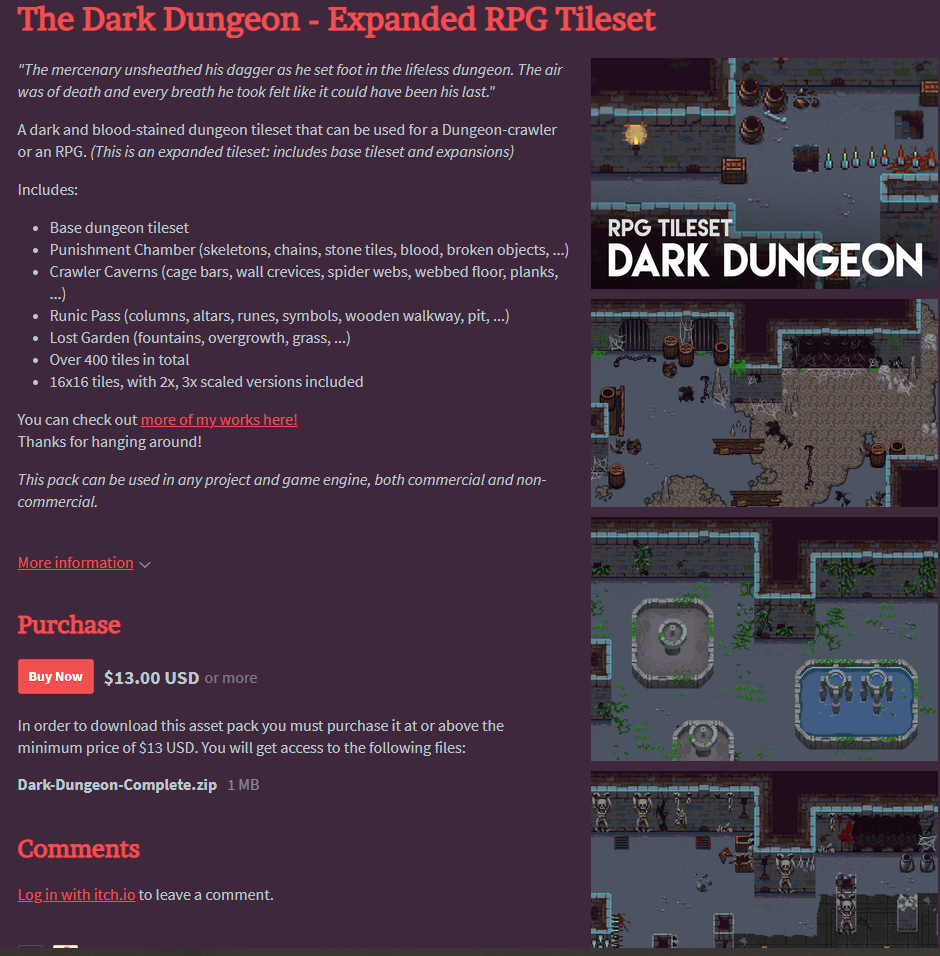 The Dark Dungeon - Expanded RPG Tileset
"The mercenary unsheathed his dagger as he set foot in the lifeless dungeon. The air
was of death and every breath he took felt like it could have been his last."
A dark and blood-stained dungeon tileset that can be used for a Dungeon-crawler
or an RPG. (This is an expanded tileset: includes base tileset and expansions)
Includes:
Base dungeon tileset
Punishment Chamber (skeletons, chains, stone tiles, blood, broken objects, ...)
Crawler Caverns (cage bars, wall crevices, spider webs, webbed floor, planks,
...)
Runic Pass (columns, altars, runes, symbols, wooden walkway, pit, ...)
Lost Garden (fountains, overgrowth, grass, ...)
Over 400 tiles in total
16x16 tiles, with 2x, 3x scaled versions included
You can check out more of my works here!
Thanks for hanging around!
This pack can be used in any project and game engine, both commercial and non-
commercial.
More information
Purchase
Buy Now $13.00 USD or more
In order to download this asset pack you must purchase it at or above the
minimum price of $13 USD. You will get access to the following files:
Dark-Dungeon-Complete.zip 1 MB
Comments
Log in with itch.io to leave a comment.
RPG TILESET
DARK DUNGEON